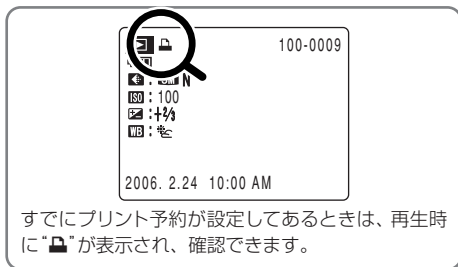 100-0009
N
ISO : 100
: +2/3
WB :
2006. 2.24 10:00 AM
すでにプリント予約が設定してあるときは、再生時
に“ ”が表示され、確認できます。